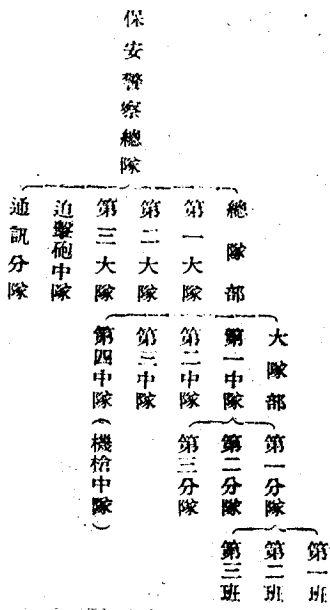 保安警察總隊
總隊部
第一大隊
第二大隊
第三大隊
迫擊砲中隊
通訊分隊
大隊部
第一中隊
第二中隊
第三中隊
第四中隊(機槍中隊)
第一分隊
第二分隊
第三分隊
第一班
第二班
第三班